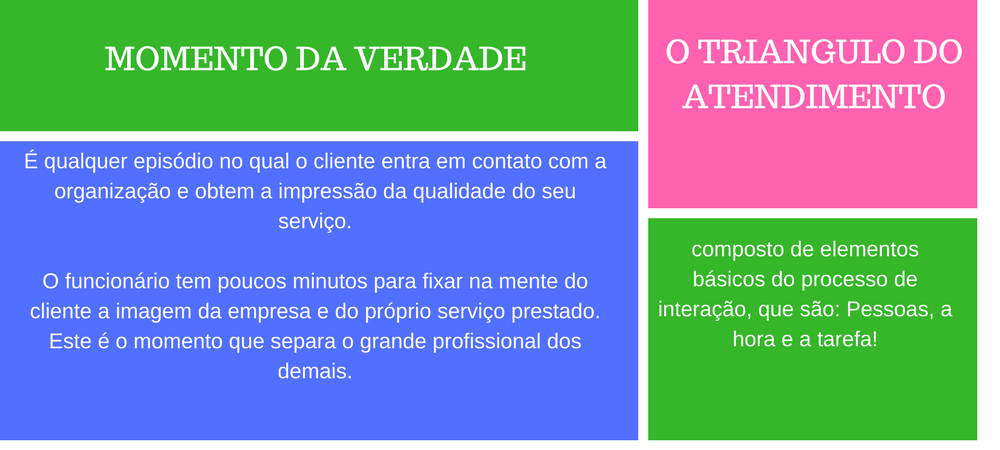 MOMENTO DA VERDADE
É qualquer episódio no qual o cliente entra em contato com a
organização e obtem a impressão da qualidade do seu
serviço.
O funcionário tem poucos minutos para fixar na mente do
cliente a imagem da empresa e do próprio serviço prestado.
Este é o momento que separa o grande profissional dos
demais.
O TRIANGULO DO
ATENDIMENTO
composto de elementos
básicos do processo de
interação, que são: Pessoas, a
hora e a tarefa!